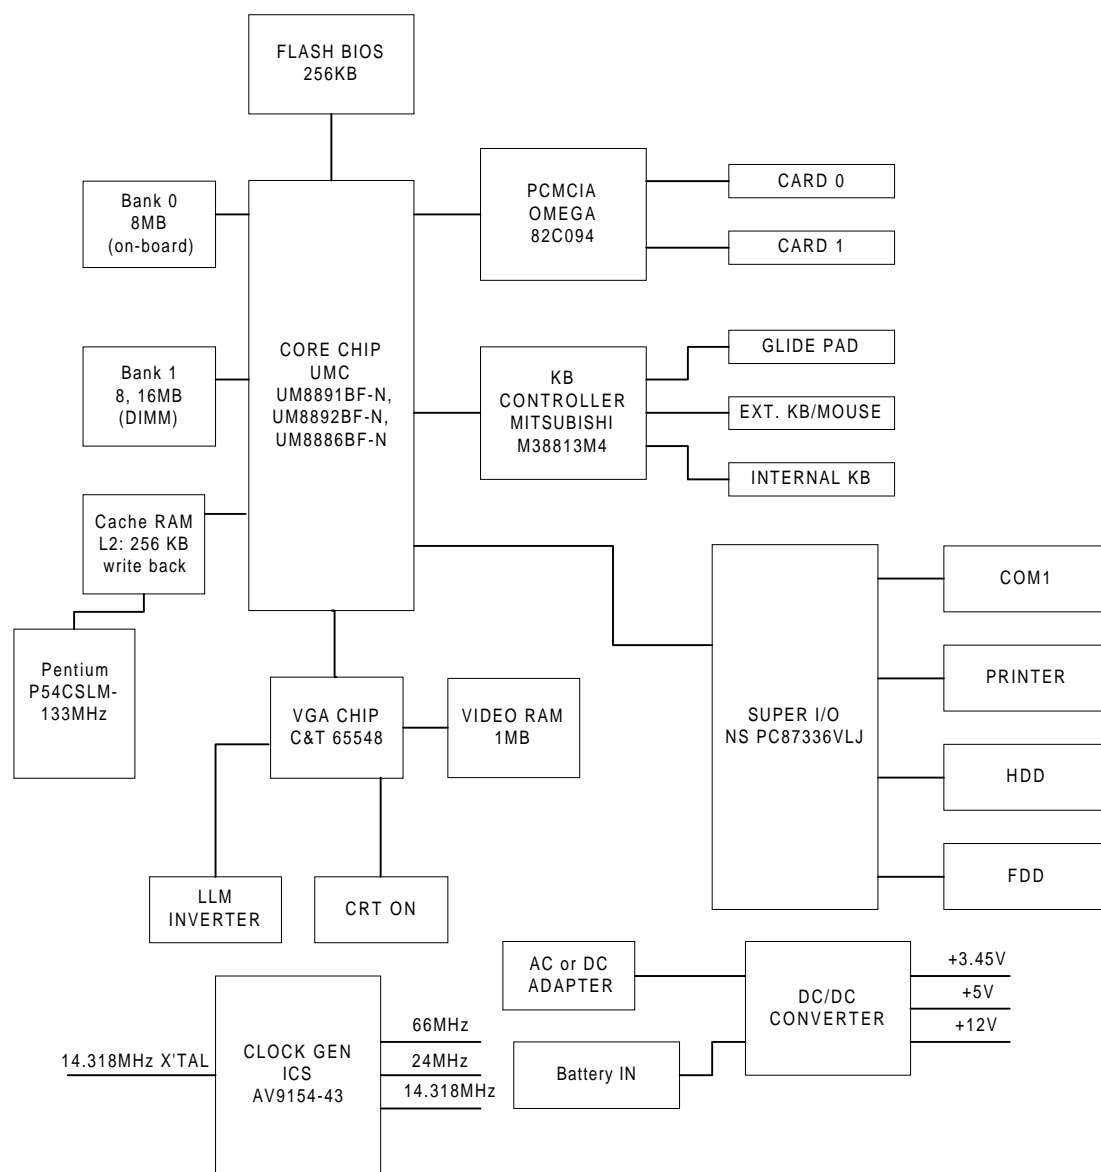 FLASH BIOS
256KB
Bank 0
8MB
(on-board)
PCMCIA
OMEGA
82C094
CARD 0
CARD 1
Bank 1
8, 16MB
(DIMM)
CORE CHIP
UMC
UM8891BF-N,
UM8892BF-N,
UM8886BF-N
KB
CONTROLLER
MITSUBISHI
M38813M4
GLIDE PAD
EXT. KB/MOUSE
INTERNAL KB
Cache RAM
L2: 256 KB
write back
Pentium
P54CSLM-
133MHz
VGA CHIP
C&T 65548
VIDEO RAM
1MB
SUPER I/O
NS PC87336VLJ
COM1
PRINTER
HDD
FDD
LLM
INVERTER
CRT ON
AC or DC
ADAPTER
Battery IN
DC/DC
CONVERTER
+3.45V
+5V
+12V
14.318MHz X'TAL
CLOCK GEN
ICS
AV9154-43
66MHz
24MHz
14.318MHz